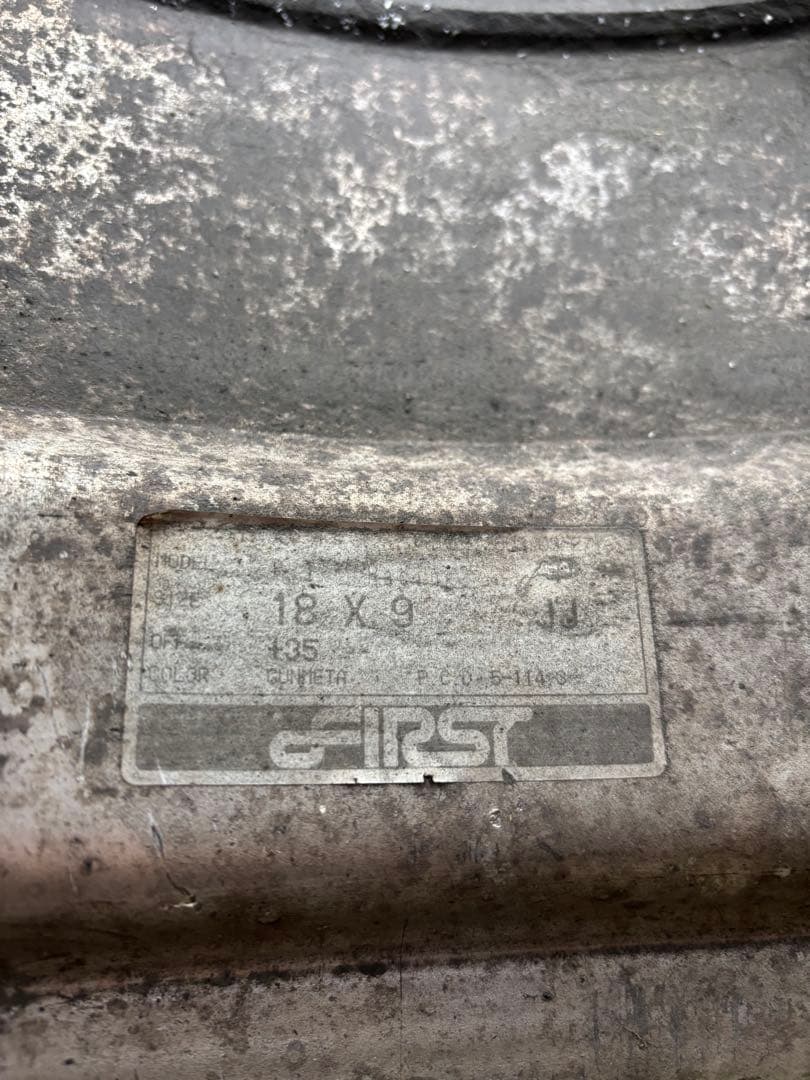 MODEL
SIZE 18 X 9 JJ
OFF +35
COLOR GUNMETA P.C.D 5-114.3
FIRST